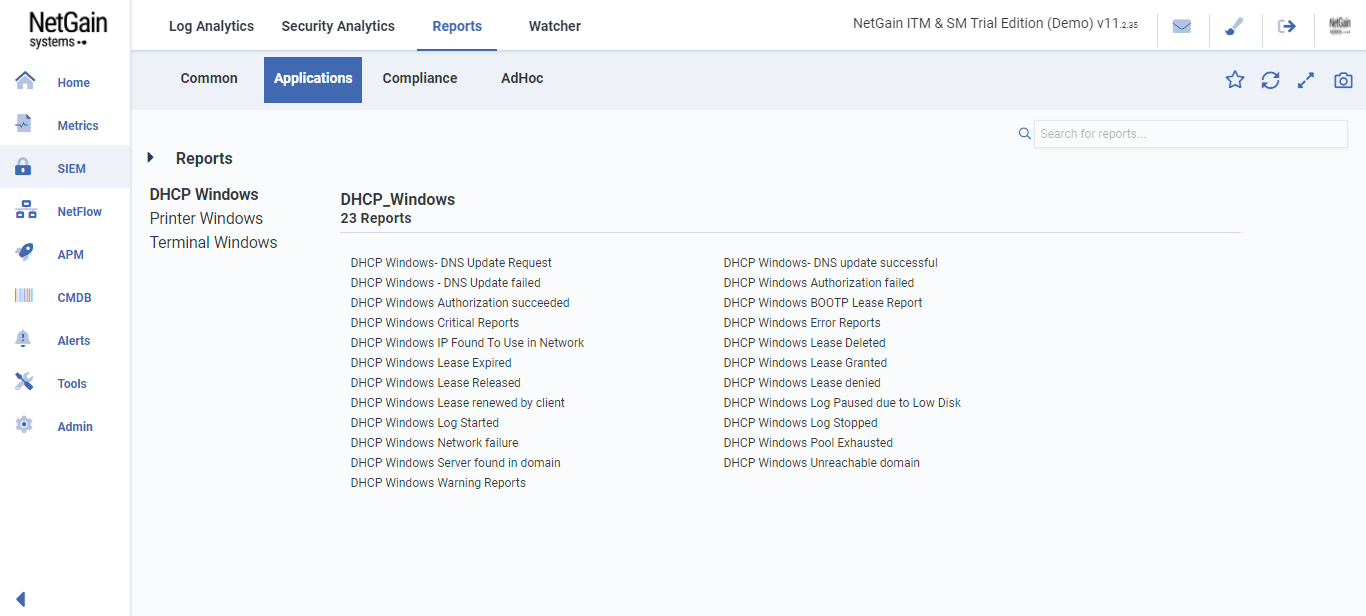 NetGain
systems
Log Analytics
Security Analytics
Reports
Watcher
NetGain ITM & SM Trial Edition (Demo) v11.2.35
NetGain
Home
Metrics
SIEM
NetFlow
APM
CMDB
Alerts
Tools
Admin
Common
Applications
Compliance
AdHoc
Search for reports...
Reports
DHCP Windows
Printer Windows
Terminal Windows
DHCP_Windows
23 Reports
DHCP Windows- DNS Update Request
DHCP Windows- DNS update successful
DHCP Windows - DNS Update failed
DHCP Windows Authorization failed
DHCP Windows Authorization succeeded
DHCP Windows BOOTP Lease Report
DHCP Windows Critical Reports
DHCP Windows Error Reports
DHCP Windows IP Found To Use in Network
DHCP Windows Lease Deleted
DHCP Windows Lease Expired
DHCP Windows Lease Granted
DHCP Windows Lease Released
DHCP Windows Lease denied
DHCP Windows Lease renewed by client
DHCP Windows Log Paused due to Low Disk
DHCP Windows Log Started
DHCP Windows Log Stopped
DHCP Windows Network failure
DHCP Windows Pool Exhausted
DHCP Windows Server found in domain
DHCP Windows Unreachable domain
DHCP Windows Warning Reports